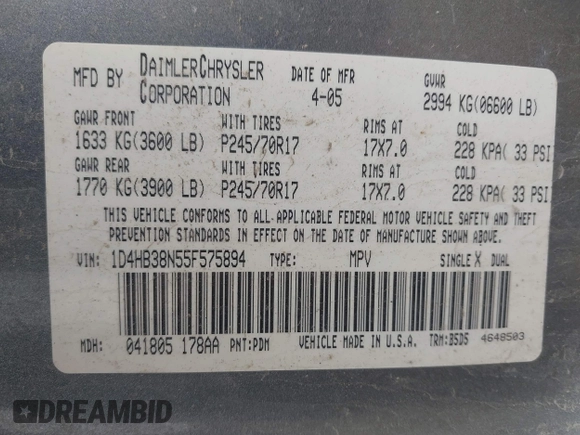 MFD BY DAIMLERCHRYSLER CORPORATION DATE OF MFR 4-05 GVWR 2994 KG(06600 LB)
GAWR FRONT WITH TIRES RIMS AT COLD
1633 KG(3600 LB) P245/70R17 17X7.0 228 KPA( 33 PSI
GAWR REAR WITH TIRES RIMS AT COLD
1770 KG(3900 LB) P245/70R17 17X7.0 228 KPA( 33 PSI
THIS VEHICLE CONFORMS TO ALL-APPLICABLE FEDERAL MOTOR VEHICLE SAFETY AND THEFT
PREVENTION STANDARDS IN EFFECT ON THE DATE OF MANUFACTURE SHOWN ABOVE.
VIN: 1D4HB38N55F575894 TYPE: MPV SINGLE X DUAL
MDH: 041805 178AA PNT:PDM VEHICLE MADE IN U.S.A. TRM:BSD5 4648503
DREAMBID